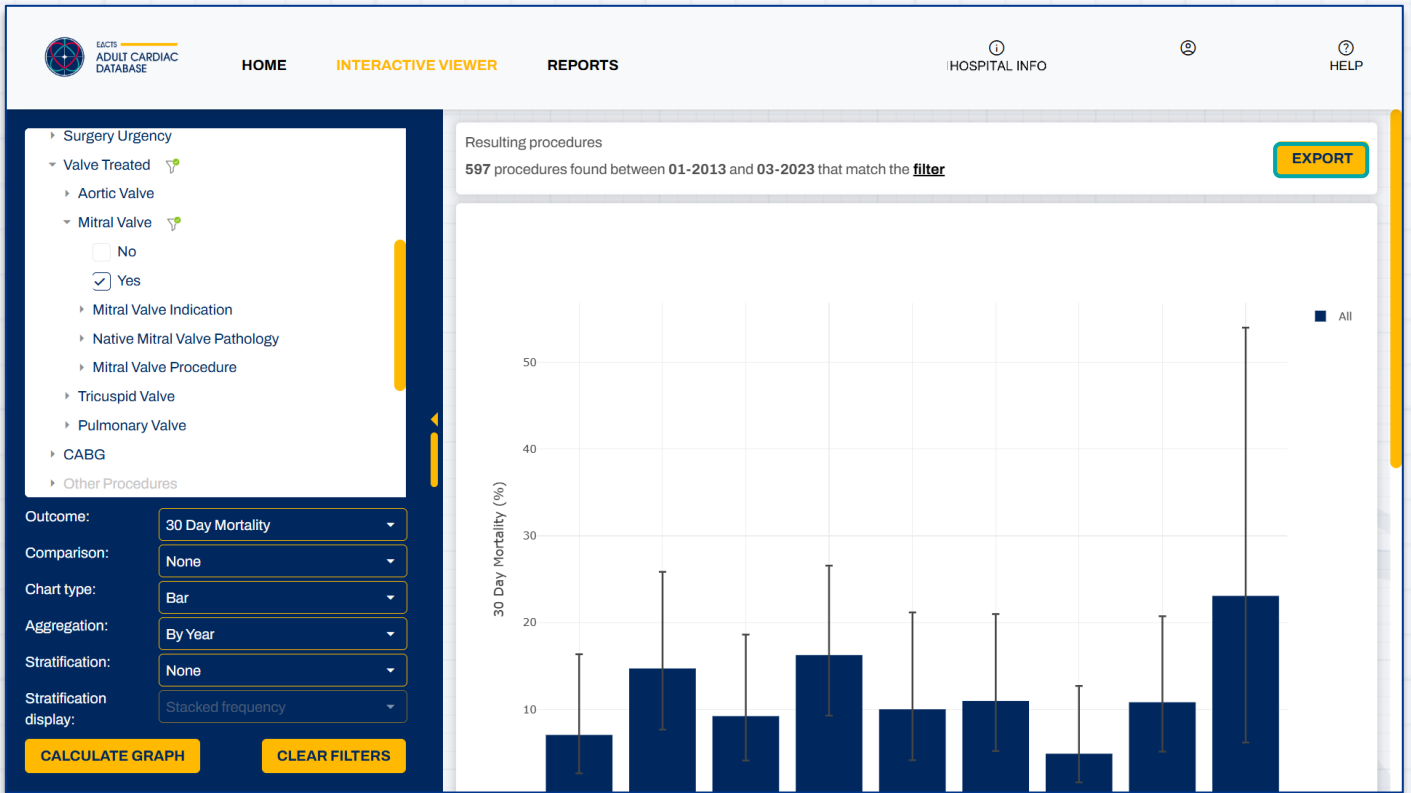 EACTS
ADULT CARDIAC
DATABASE
HOME
INTERACTIVE VIEWER
REPORTS
HOSPITAL INFO
HELP
Surgery Urgency
Valve Treated
Aortic Valve
Mitral Valve
No
Yes
Mitral Valve Indication
Native Mitral Valve Pathology
Mitral Valve Procedure
Tricuspid Valve
Pulmonary Valve
CABG
Other Procedures
Outcome:
30 Day Mortality
Comparison:
None
Chart type:
Bar
Aggregation:
By Year
Stratification:
None
Stratification
display:
Stacked frequency
CALCULATE GRAPH
CLEAR FILTERS
Resulting procedures
597 procedures found between 01-2013 and 03-2023 that match the filter
EXPORT
All
30 Day Mortality (%)
50
40
30
20
10